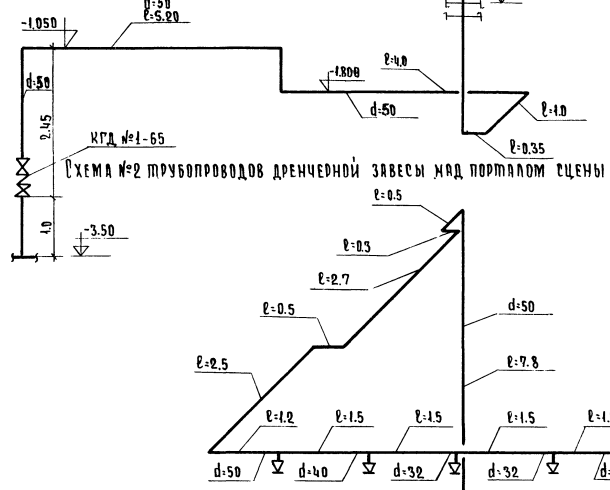 d=50
ℓ=5.20
-1.050
-1.800
ℓ=4.0
d=50
d=50
ℓ=1.0
2.45
КГД №1-65
ℓ=0.35
СХЕМА №2 ТРУБОПРОВОДОВ ДРЕНЧЕРНОЙ ЗАВЕСЫ НАД ПОРТАЛОМ СЦЕНЫ
ℓ=0.5
1.0
-3.50
ℓ=0.3
ℓ=2.7
ℓ=0.5
d=50
ℓ=2.5
ℓ=7.8
ℓ=1.2
ℓ=1.5
ℓ=1.5
ℓ=1.5
ℓ=1.
d=50
d=40
d=32
d=32
d=